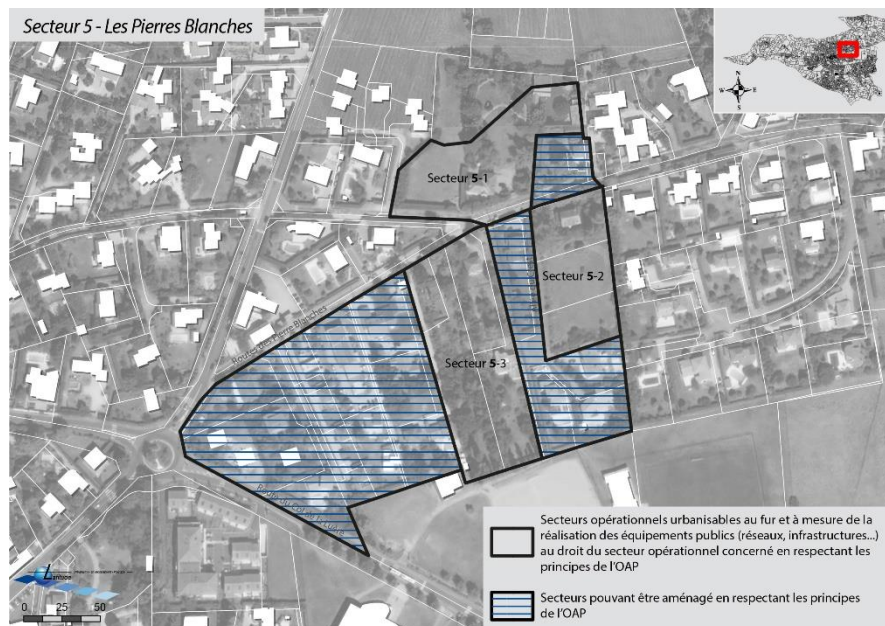 Secteur 5 - Les Pierres Blanches
N
W E
S
Secteur 5-1
Secteur 5-2
Secteur 5-3
Route des Pierre Blanches
Secteurs opérationnels urbanisables au fur et à mesure de la
réalisation des équipements publics (réseaux, infrastructures...)
au droit du secteur opérationnel concerné en respectant les
principes de l'OAP
Secteurs pouvant être aménagé en respectant les principes
de l'OAP
0 25 50